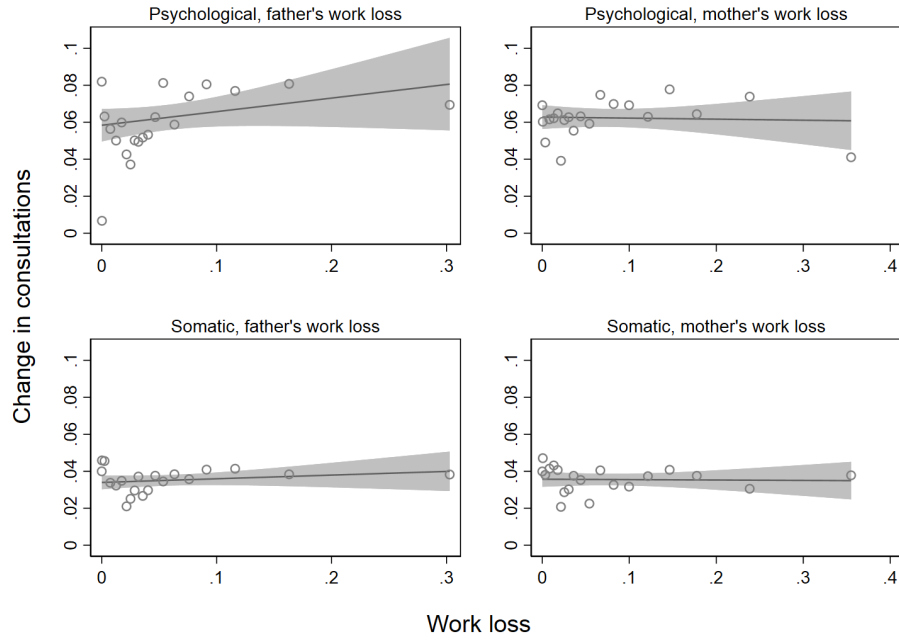 Psychological, father's work loss
Psychological, mother's work loss
0 .02 .04 .06 .08 .1
0 .1 .2 .3
0 .02 .04 .06 .08 .1
0 .1 .2 .3 .4
Somatic, father's work loss
Somatic, mother's work loss
0 .02 .04 .06 .08 .1
0 .1 .2 .3
0 .02 .04 .06 .08 .1
0 .1 .2 .3 .4
Change in consultations
Work loss